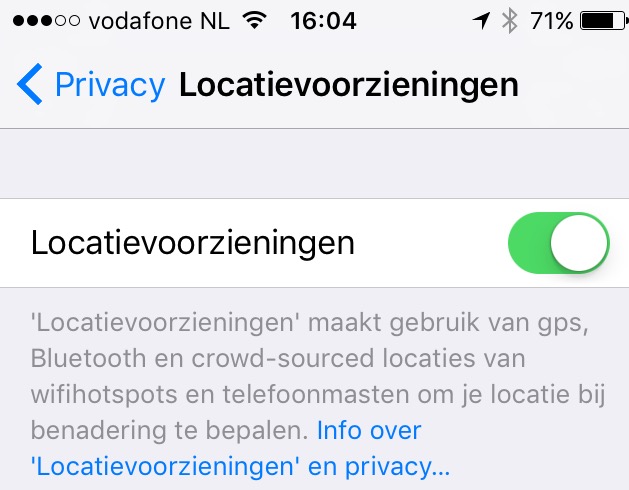 vodafone NL 16:04 71%
Privacy Locatievoorzieningen
Locatievoorzieningen
'Locatievoorzieningen' maakt gebruik van gps,
Bluetooth en crowd-sourced locaties van
wifihotspots en telefoonmasten om je locatie bij
benadering te bepalen. Info over
'Locatievoorzieningen' en privacy...